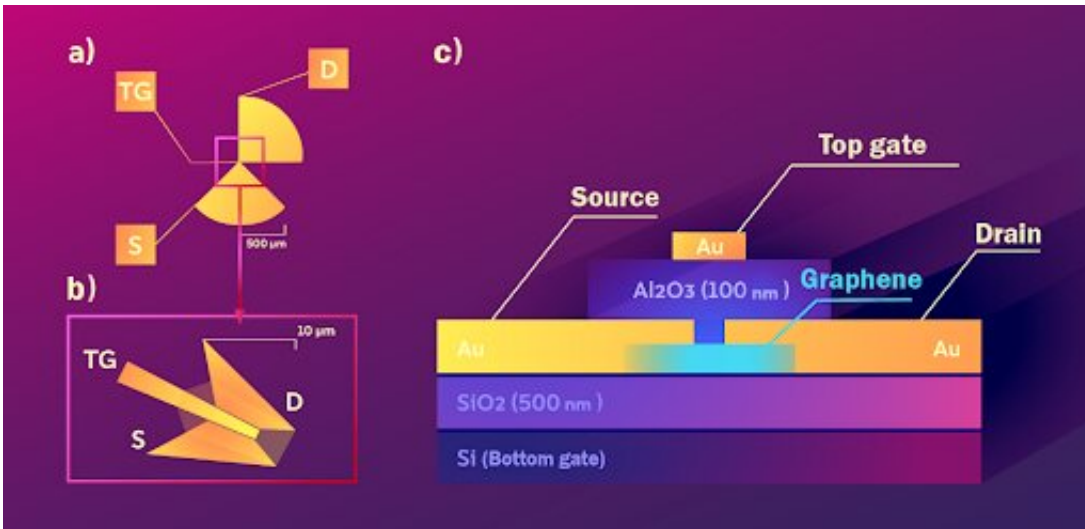 a)
D
TG
S
500 μm
b)
10 μm
TG
D
S
c)
Top gate
Source
Drain
Au
Graphene
Al2O3 (100 nm)
Au
Au
SiO2 (500 nm)
Si (Bottom gate)